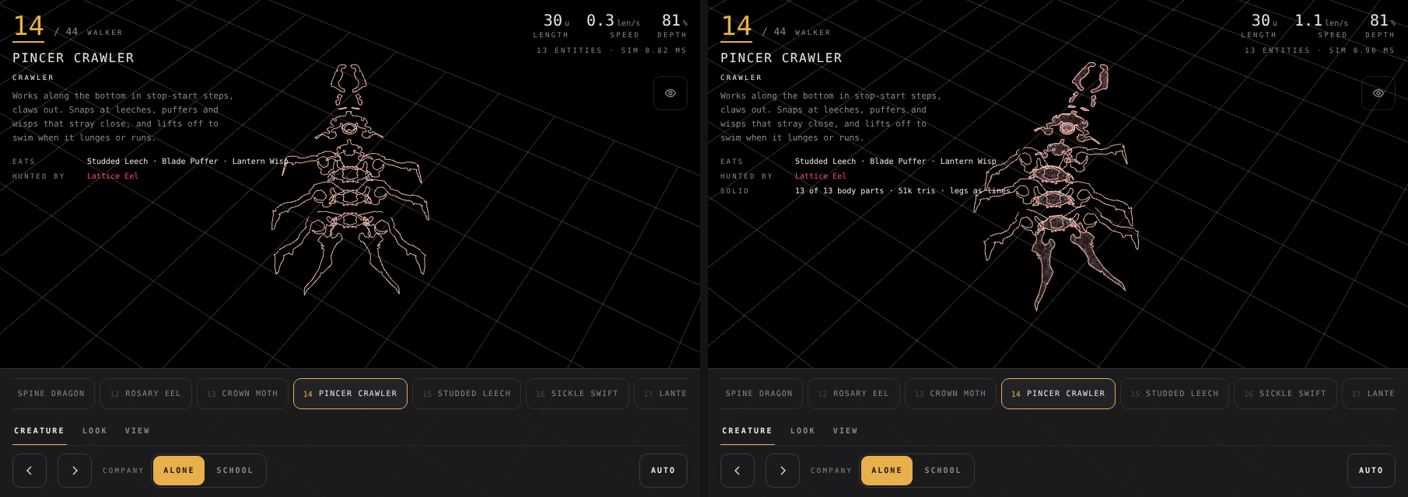 14 / 44 WALKER
PINCER CRAWLER
CRAWLER
Works along the bottom in stop-start steps,
claws out. Snaps at leeches, puffers and
wisps that stray close, and lifts off to
swim when it lunges or runs.
EATS Studded Leech · Blade Puffer · Lantern Wisp
HUNTED BY Lattice Eel
30 u 0.3 len/s 81 %
LENGTH SPEED DEPTH
13 ENTITIES · SIM 0.82 MS
SPINE DRAGON 12 ROSARY EEL 13 CROWN MOTH 14 PINCER CRAWLER 15 STUDDED LEECH 16 SICKLE SWIFT 17 LANTE
CREATURE LOOK VIEW
COMPANY ALONE SCHOOL AUTO
14 / 44 WALKER
PINCER CRAWLER
CRAWLER
Works along the bottom in stop-start steps,
claws out. Snaps at leeches, puffers and
wisps that stray close, and lifts off to
swim when it lunges or runs.
EATS Studded Leech · Blade Puffer · Lantern Wisp
HUNTED BY Lattice Eel
SOLID 13 of 13 body parts · 51k tris · legs as lines
30 u 1.1 len/s 81 %
LENGTH SPEED DEPTH
13 ENTITIES · SIM 0.90 MS
SPINE DRAGON 12 ROSARY EEL 13 CROWN MOTH 14 PINCER CRAWLER 15 STUDDED LEECH 16 SICKLE SWIFT 17 LANTE
CREATURE LOOK VIEW
COMPANY ALONE SCHOOL AUTO